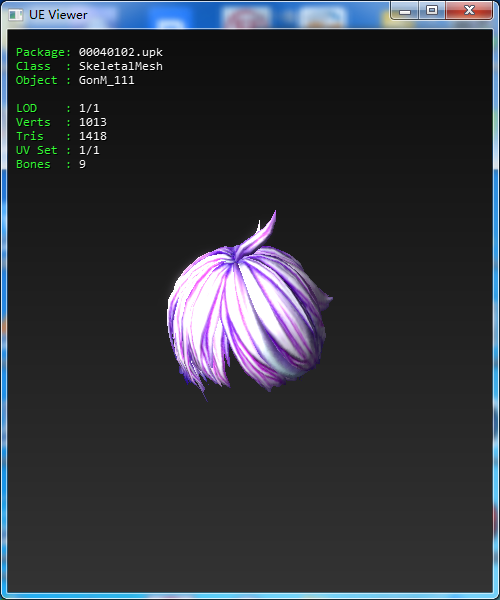 UE Viewer
Package: 00040102.upk
Class : SkeletalMesh
Object : GonM_111
LOD : 1/1
Verts : 1013
Tris : 1418
UV Set : 1/1
Bones : 9